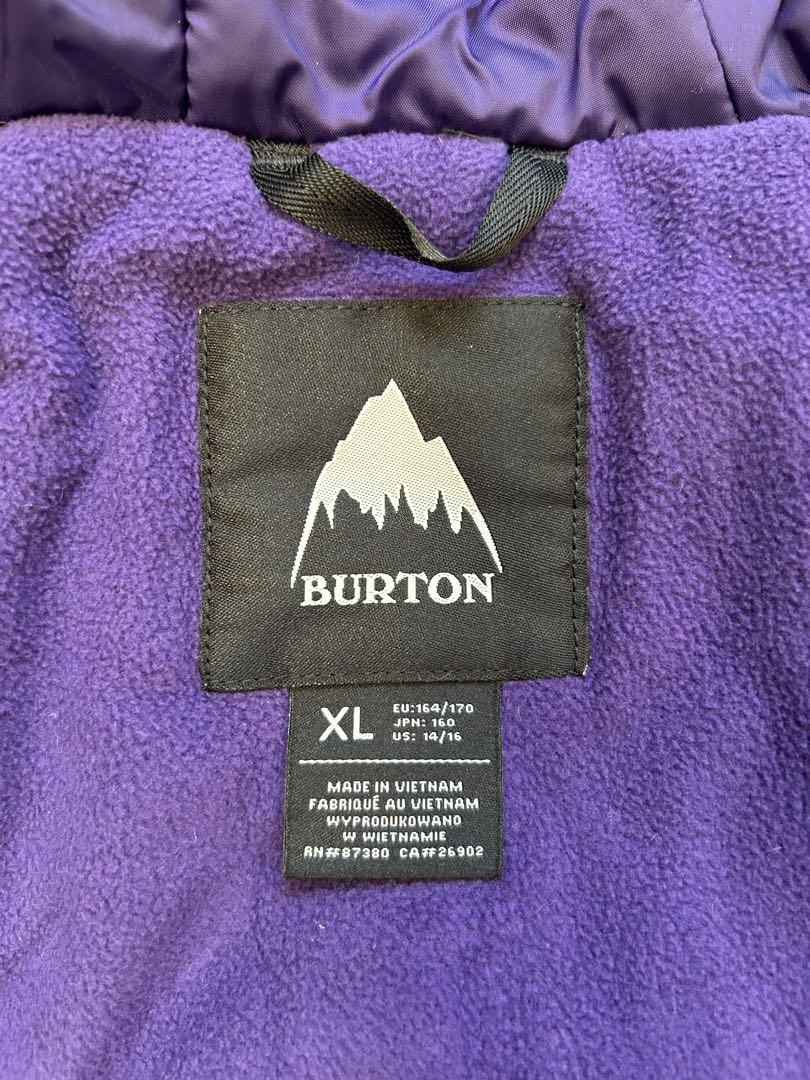 BURTON
XL
EU:164/170
JPN: 160
US: 14/16
MADE IN VIETNAM
FABRIQUÉ AU VIETNAM
WYPRODUKOWANO
W WIETNAMIE
RN#87380 CA#26902